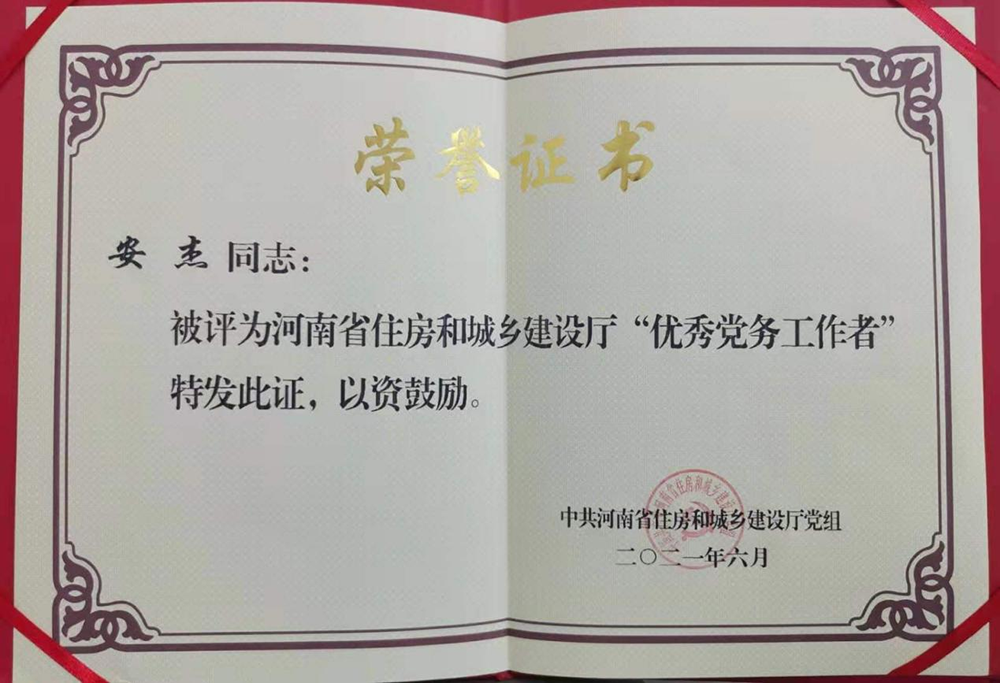 荣誉证书
安 杰 同志：
被评为河南省住房和城乡建设厅“优秀党务工作者”
特发此证，以资鼓励。
中共河南省住房和城乡建设厅党组
二〇二一年六月